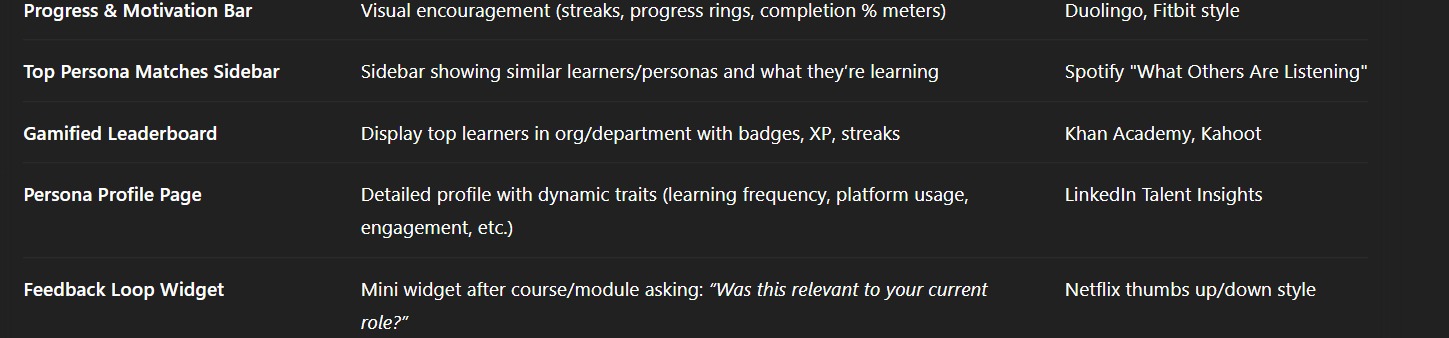 Progress & Motivation Bar Visual encouragement (streaks, progress rings, completion % meters) Duolingo, Fitbit style
Top Persona Matches Sidebar Sidebar showing similar learners/personas and what they’re learning Spotify "What Others Are Listening"
Gamified Leaderboard Display top learners in org/department with badges, XP, streaks Khan Academy, Kahoot
Persona Profile Page Detailed profile with dynamic traits (learning frequency, platform usage, LinkedIn Talent Insights
engagement, etc.)
Feedback Loop Widget Mini widget after course/module asking: “Was this relevant to your current Netflix thumbs up/down style
role?”